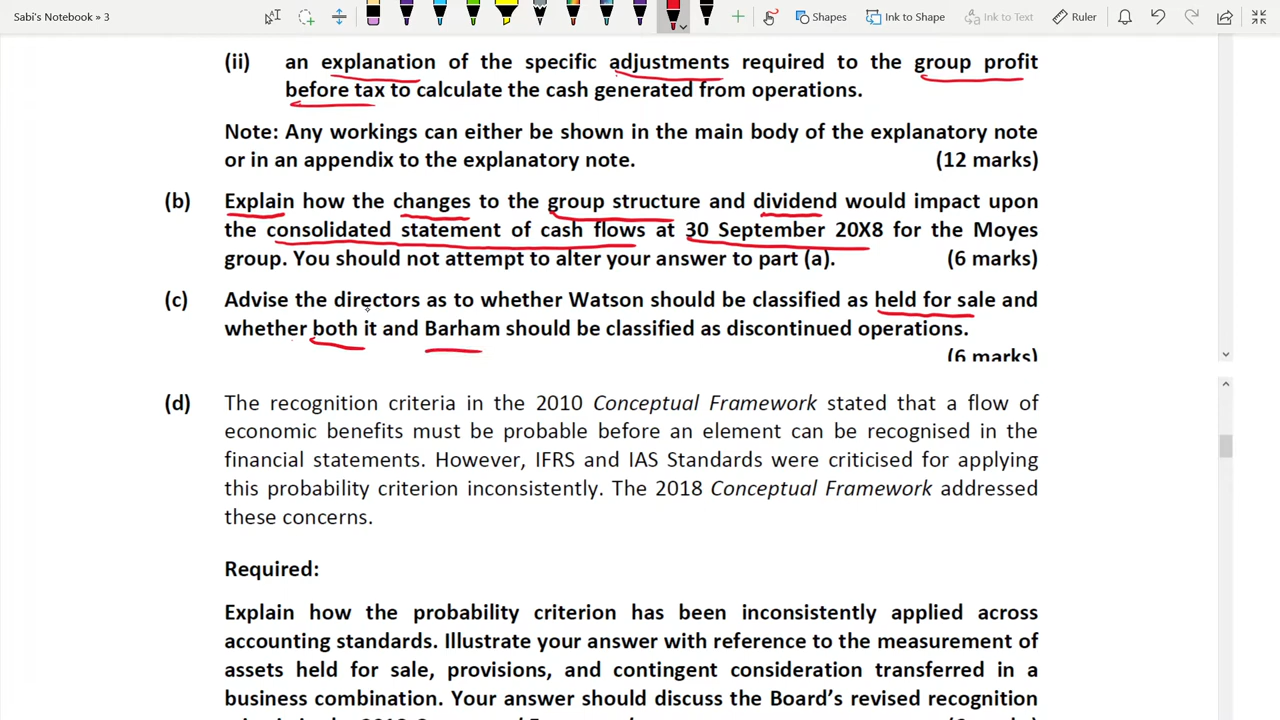 Sabi's Notebook » 3
Shapes
Ink to Shape
Ink to Text
Ruler
(ii) an explanation of the specific adjustments required to the group profit
before tax to calculate the cash generated from operations.
Note: Any workings can either be shown in the main body of the explanatory note
or in an appendix to the explanatory note. (12 marks)
(b) Explain how the changes to the group structure and dividend would impact upon
the consolidated statement of cash flows at 30 September 20X8 for the Moyes
group. You should not attempt to alter your answer to part (a). (6 marks)
(c) Advise the directors as to whether Watson should be classified as held for sale and
whether both it and Barham should be classified as discontinued operations.
(6 marks)
(d) The recognition criteria in the 2010 Conceptual Framework stated that a flow of
economic benefits must be probable before an element can be recognised in the
financial statements. However, IFRS and IAS Standards were criticised for applying
this probability criterion inconsistently. The 2018 Conceptual Framework addressed
these concerns.
Required:
Explain how the probability criterion has been inconsistently applied across
accounting standards. Illustrate your answer with reference to the measurement of
assets held for sale, provisions, and contingent consideration transferred in a
business combination. Your answer should discuss the Board's revised recognition